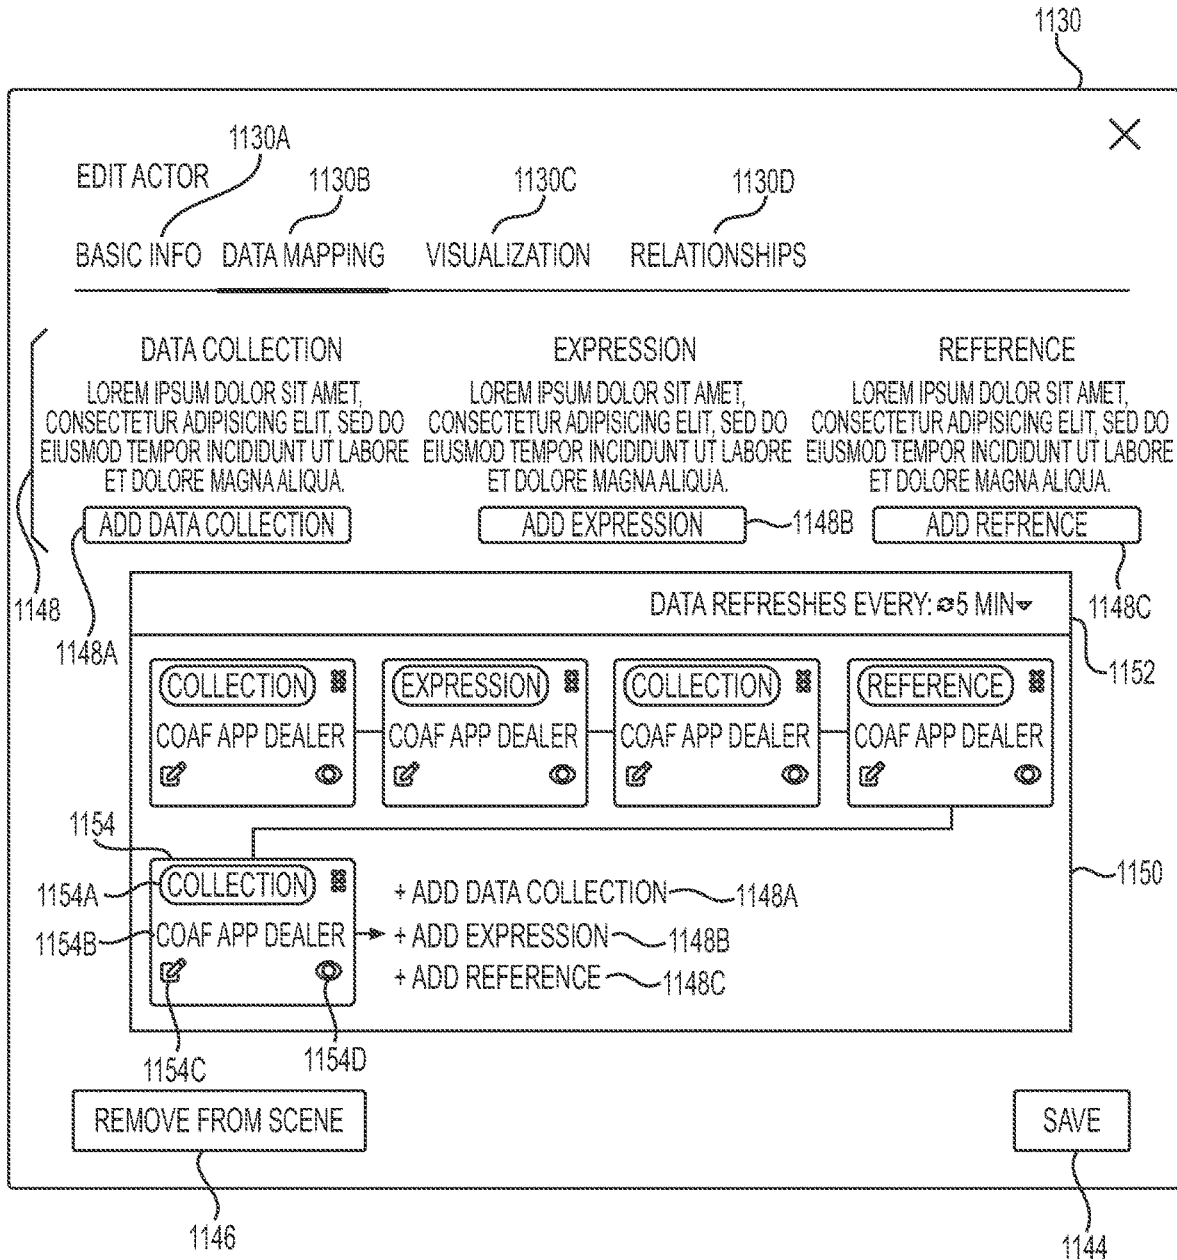 1130
1130A
EDIT ACTOR 1130B 1130C 1130D
BASIC INFO DATA MAPPING VISUALIZATION RELATIONSHIPS
DATA COLLECTION
LOREM IPSUM DOLOR SIT AMET,
CONSECTETUR ADIPISICING ELIT, SED DO
EIUSMOD TEMPOR INCIDIDUNT UT LABORE
ET DOLORE MAGNA ALIQUA.
ADD DATA COLLECTION
EXPRESSION
LOREM IPSUM DOLOR SIT AMET,
CONSECTETUR ADIPISICING ELIT, SED DO
EIUSMOD TEMPOR INCIDIDUNT UT LABORE
ET DOLORE MAGNA ALIQUA.
ADD EXPRESSION
1148B
REFERENCE
LOREM IPSUM DOLOR SIT AMET,
CONSECTETUR ADIPISICING ELIT, SED DO
EIUSMOD TEMPOR INCIDIDUNT UT LABORE
ET DOLORE MAGNA ALIQUA.
ADD REFRENCE
1148
1148A
1148C
DATA REFRESHES EVERY: 5 MIN
1152
COLLECTION
COAF APP DEALER
EXPRESSION
COAF APP DEALER
COLLECTION
COAF APP DEALER
REFERENCE
COAF APP DEALER
1154
1154A
COLLECTION
1154B
COAF APP DEALER
+ ADD DATA COLLECTION 1148A
+ ADD EXPRESSION 1148B
+ ADD REFERENCE 1148C
1150
1154C
1154D
REMOVE FROM SCENE
SAVE
1146
1144